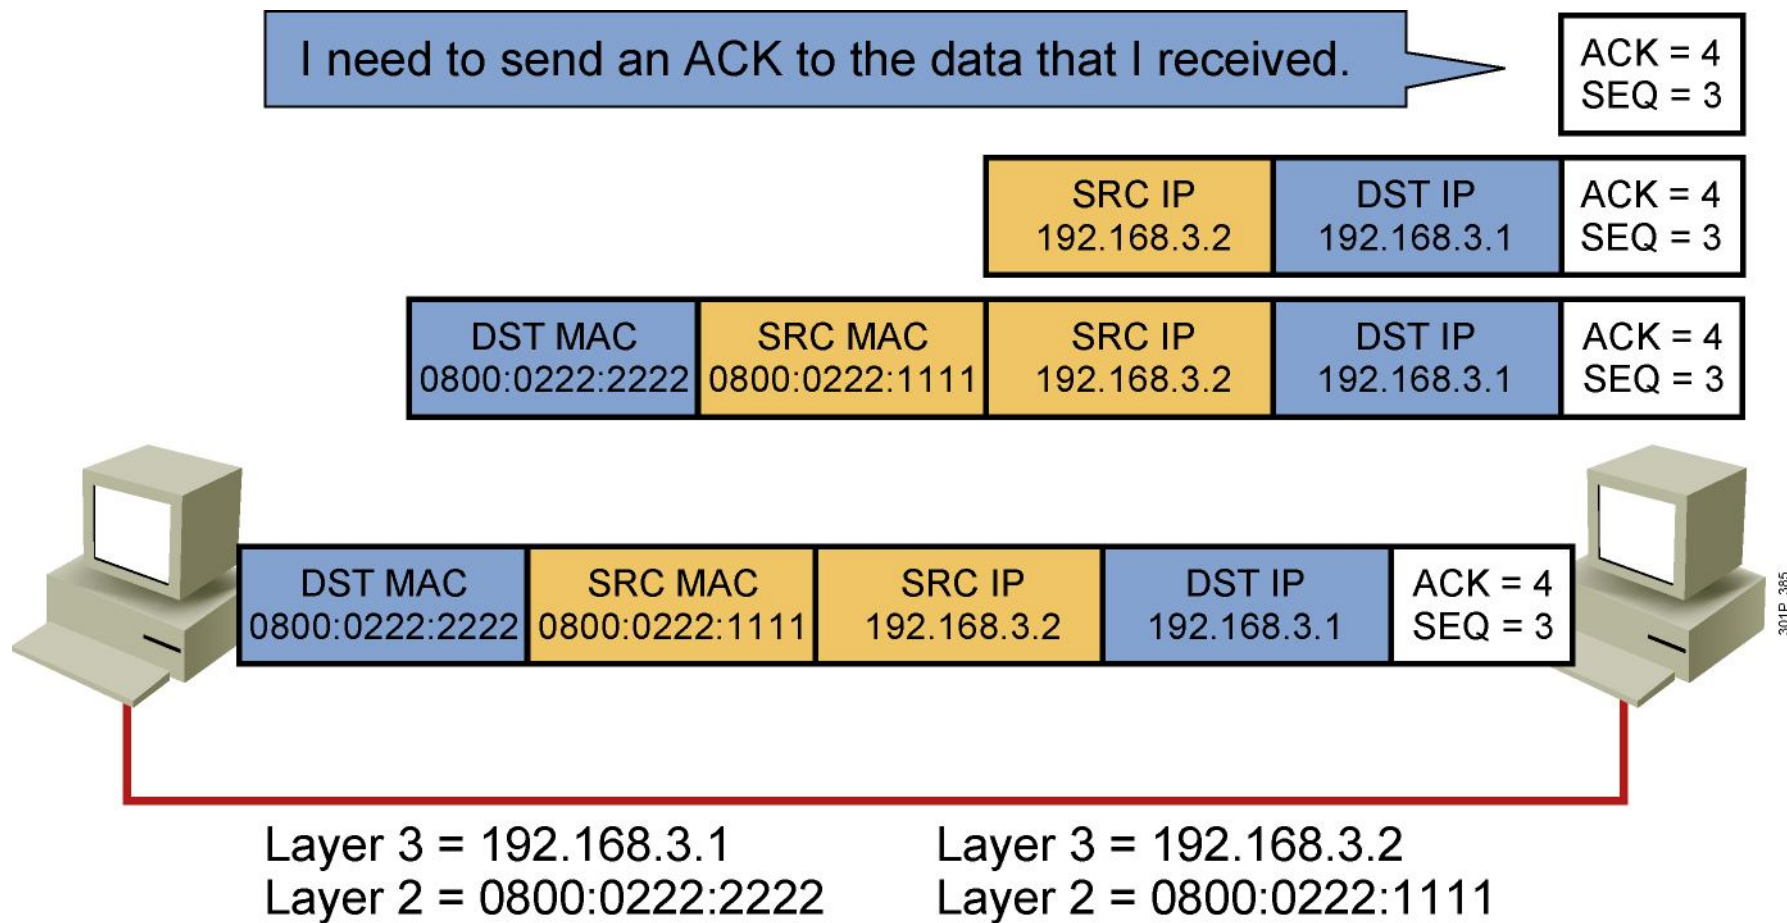 I need to send an ACK to the data that I received.
ACK = 4
SEQ = 3
SRC IP
192.168.3.2
DST IP
192.168.3.1
ACK = 4
SEQ = 3
DST MAC
0800:0222:2222
SRC MAC
0800:0222:1111
SRC IP
192.168.3.2
DST IP
192.168.3.1
ACK = 4
SEQ = 3
DST MAC
0800:0222:2222
SRC MAC
0800:0222:1111
SRC IP
192.168.3.2
DST IP
192.168.3.1
ACK = 4
SEQ = 3
301P_385
Layer 3 = 192.168.3.1
Layer 2 = 0800:0222:2222
Layer 3 = 192.168.3.2
Layer 2 = 0800:0222:1111